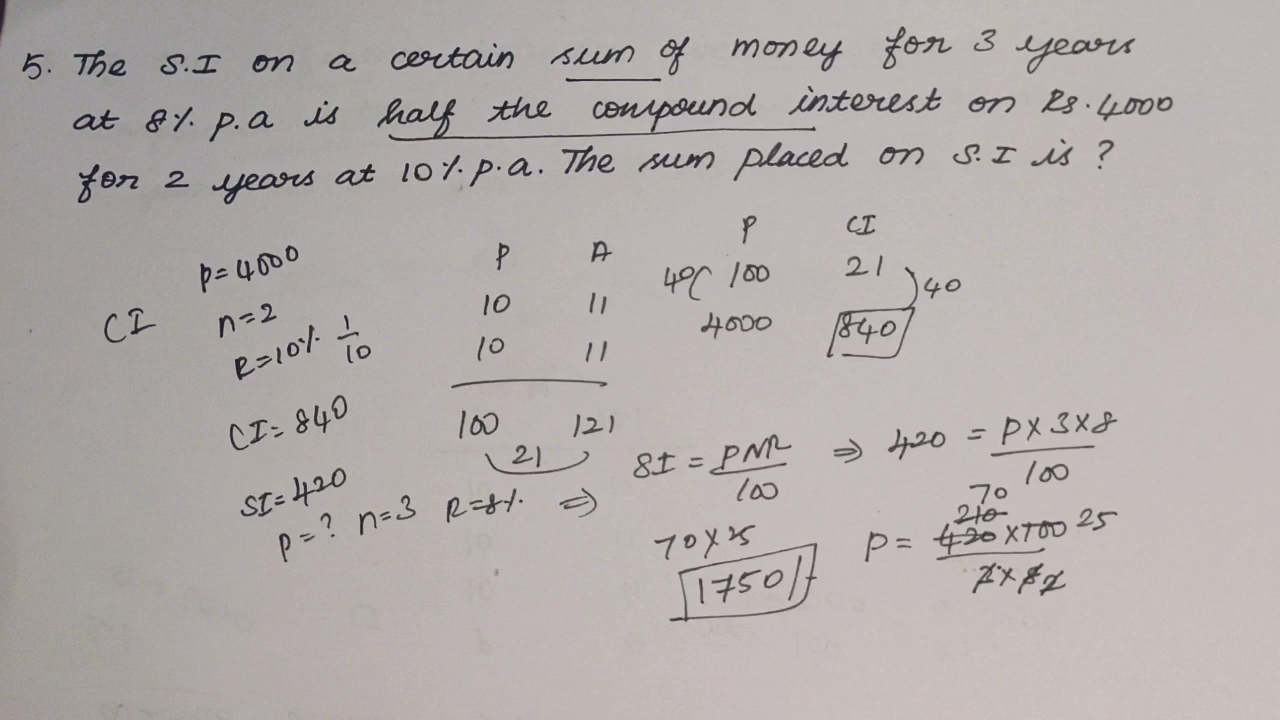 5. The S.I on a certain sum of money for 3 years
at 8% p.a is half the compound interest on Rs.4000
for 2 years at 10% p.a. The sum placed on S.I is ?
CI
P=4000
n=2
R=10% 1/10
CI=840
SI=420
P=? n=3 R=8% ⇒
P A
10 11
10 11
100 121
21
P CI
40 100 21 40
4000 840
SI = PNR/100 ⇒ 420 = P×3×8/100
70
210
P = 420×100 25
70×25
1750/-